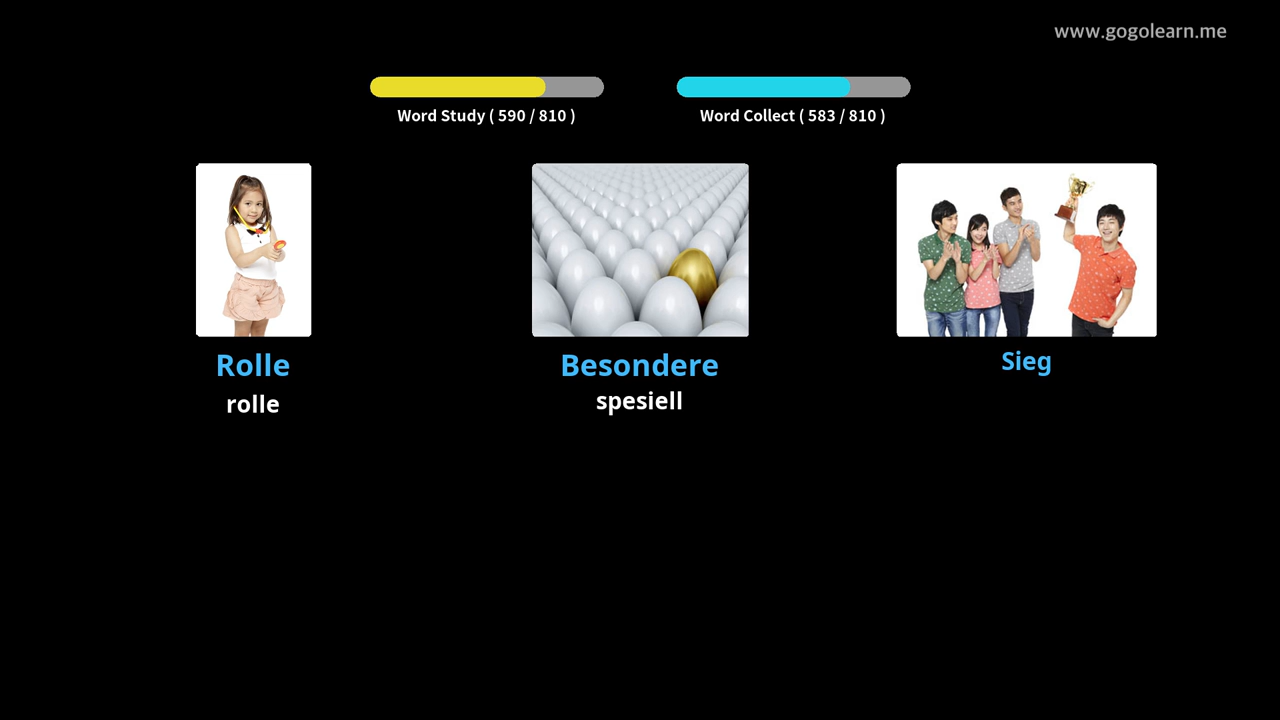 www.gogolearn.me
Word Study ( 590 / 810 )
Word Collect ( 583 / 810 )
Rolle
rolle
Besondere
spesiell
Sieg